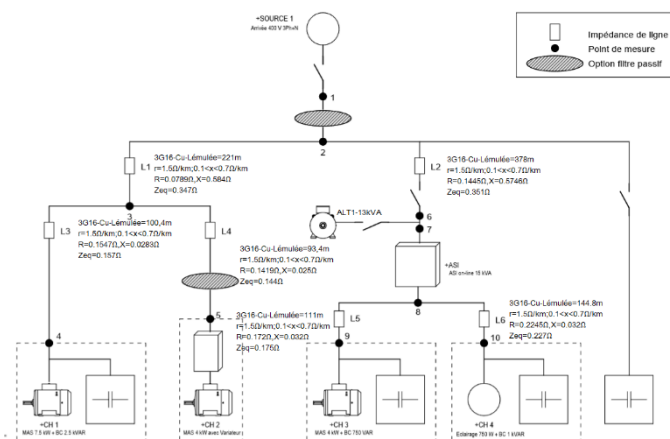 +SOURCE 1
Arrivée 400 V 3Ph+N
Impédance de ligne
Point de mesure
Option filtre passif
1
2
3G16-Cu-Lémulée=221m
r=1.5Ω/km;0.1<x<0.7Ω/km
R=0.0789Ω,X=0.584Ω
Zeq=0.347Ω
L1
L2
3G16-Cu-Lémulée=378m
r=1.5Ω/km;0.1<x<0.7Ω/km
R=0.1445Ω,X=0.5746Ω
Zeq=0.351Ω
3
L3
3G16-Cu-Lémulée=100,4m
r=1.5Ω/km;0.1<x<0.7Ω/km
R=0.1547Ω,X=0.0283Ω
Zeq=0.157Ω
L4
3G16-Cu-Lémulée=93,4m
r=1.5Ω/km;0.1<x<0.7Ω/km
R=0.1419Ω,X=0.025Ω
Zeq=0.144Ω
ALT1-13kVA
6
7
+ASI
ASI on-line 15 kVA
8
3G16-Cu-Lémulée=111m
r=1.5Ω/km;0.1<x<0.7Ω/km
R=0.172Ω,X=0.032Ω
Zeq=0.175Ω
L5
L6
3G16-Cu-Lémulée=144.8m
r=1.5Ω/km;0.1<x<0.7Ω/km
R=0.2245Ω,X=0.032Ω
Zeq=0.227Ω
4
5
9
10
+CH 1
MAS 7.5 kW + BC 2.5 kVAR
+CH 2
MAS 4 kW avec Variateur
+CH 3
MAS 4 kW + BC 750 VAR
+CH 4
Eclairage 750 W + BC 1 kVAR